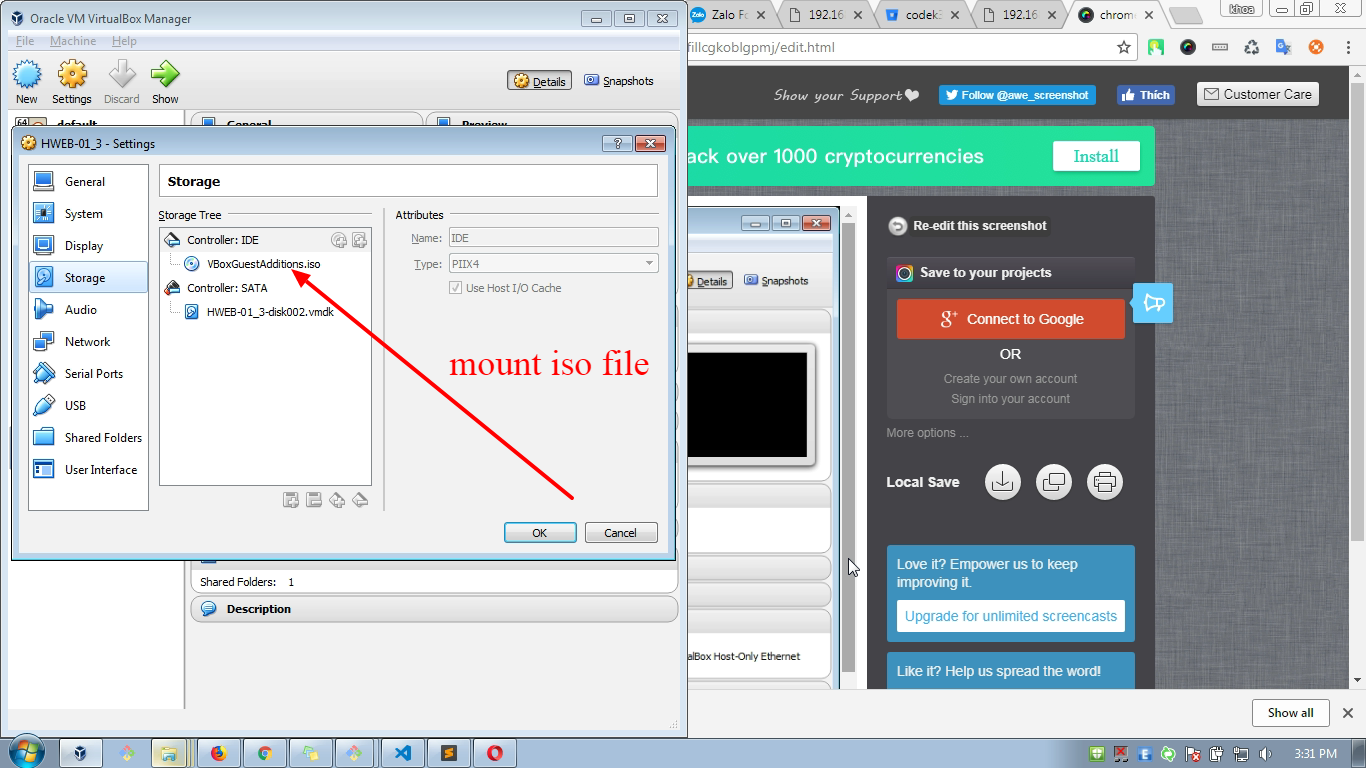 Oracle VM VirtualBox Manager
File Machine Help
New Settings Discard Show
Details Snapshots
default
General Preview
HWEB-01_3 - Settings
General
System
Display
Storage
Audio
Network
Serial Ports
USB
Shared Folders
User Interface
Storage
Storage Tree
Controller: IDE
VBoxGuestAdditions.iso
Controller: SATA
HWEB-01_3-disk002.vmdk
Attributes
Name: IDE
Type: PIIX4
Use Host I/O Cache
mount iso file
OK Cancel
Shared Folders: 1
Description
Zalo Fo
192.16
codek3
192.16
chrome
khoa
fillcgkoblgpmj/edit.html
Show your Support
Follow @awe_screenshot
Thích
Customer Care
ack over 1000 cryptocurrencies
Install
Details Snapshots
alBox Host-Only Ethernet
Re-edit this screenshot
Save to your projects
g+ Connect to Google
OR
Create your own account
Sign into your account
More options ...
Local Save
Love it? Empower us to keep
improving it.
Upgrade for unlimited screencasts
Like it? Help us spread the word!
Show all
3:31 PM